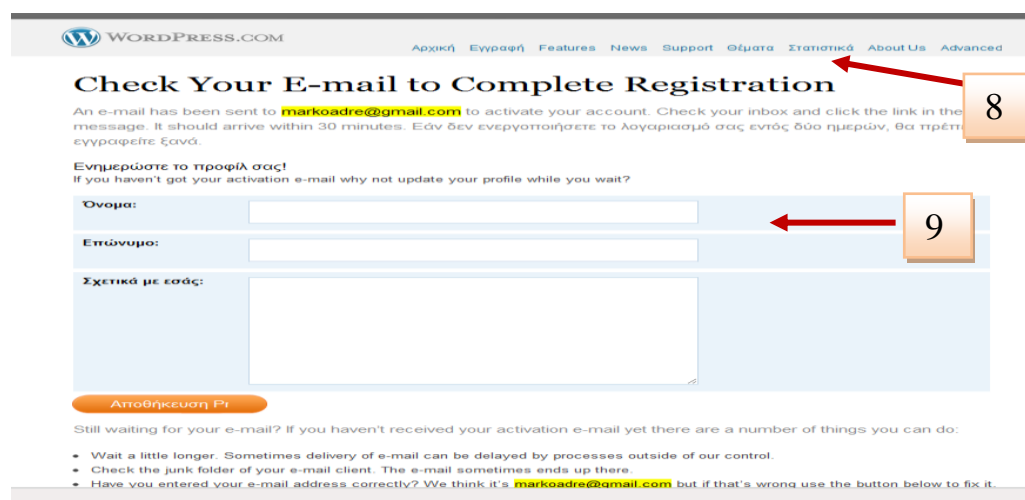 WORDPRESS.COM
Αρχική Εγγραφή Features News Support Θέματα Στατιστικά About Us Advanced
Check Your E-mail to Complete Registration
8
An e-mail has been sent to markoadre@gmail.com to activate your account. Check your inbox and click the link in the
message. It should arrive within 30 minutes. Εάν δεν ενεργοποιήσετε το λογαριασμό σας εντός δύο ημερών, θα
εγγραφείτε ξανά.
Ενημερώστε το προφίλ σας!
If you haven't got your activation e-mail why not update your profile while you wait?
Όνομα:
9
Επώνυμο:
Σχετικά με εσάς:
Αποθήκευση Pr
Still waiting for your e-mail? If you haven't received your activation e-mail yet there are a number of things you can do:
• Wait a little longer. Sometimes delivery of e-mail can be delayed by processes outside of our control.
• Check the junk folder of your e-mail client. The e-mail sometimes ends up there.
• Have you entered your e-mail address correctly? We think it's markoadre@gmail.com but if that's wrong use the button below to fix it.